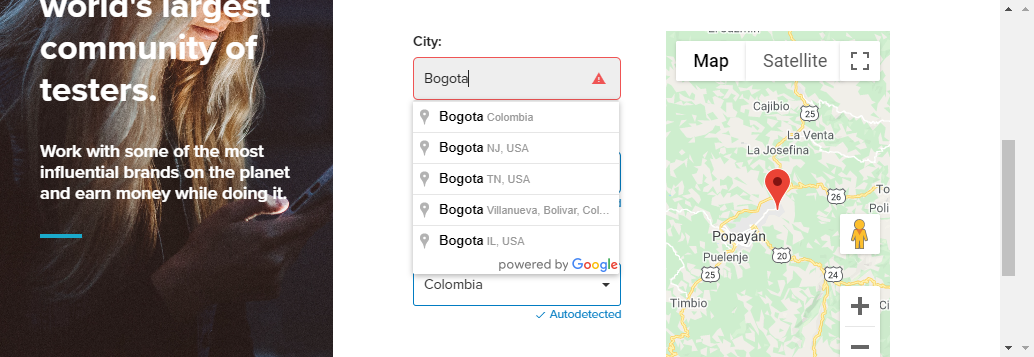 world's largest
community of
testers.
Work with some of the most
influential brands on the planet
and earn money while doing it.
City:
Bogota
Bogota Colombia
Bogota NJ, USA
Bogota TN, USA
Bogota Villanueva, Bolivar, Col...
Bogota IL, USA
powered by Google
Colombia
Autodetected
Map
Satellite
Cajibio
25
La Venta
La Josefina
26
Popayán
Puelenje
20
25
24
Timbio